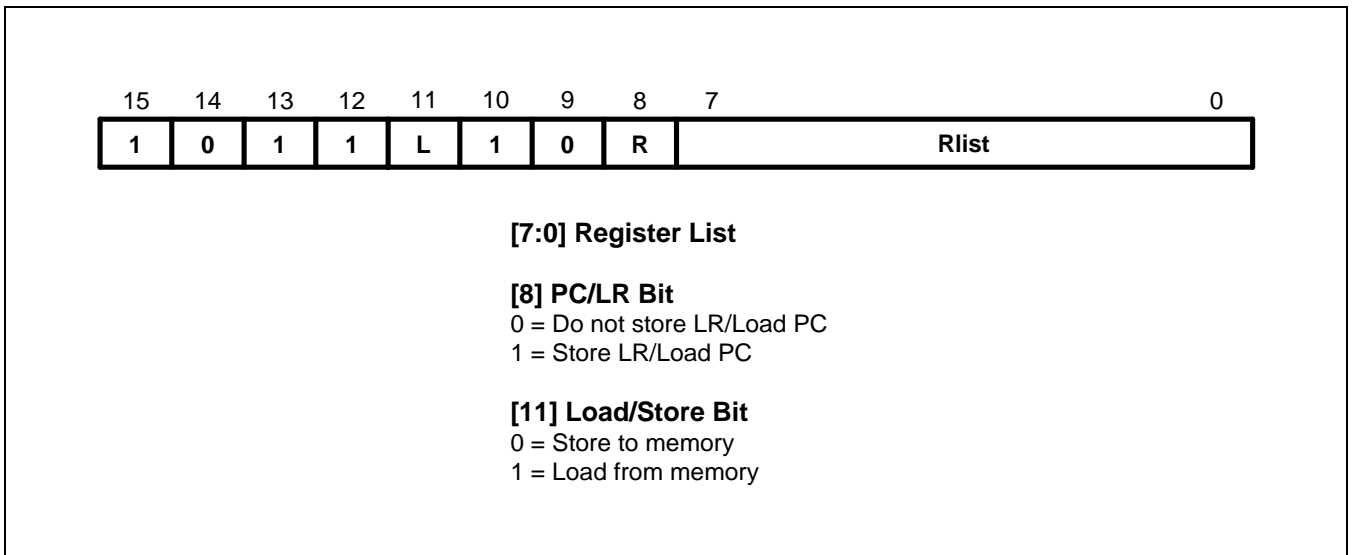 15 14 13 12 11 10 9 8 7 0
1 0 1 1 L 1 0 R Rlist
[7:0] Register List
[8] PC/LR Bit
0 = Do not store LR/Load PC
1 = Store LR/Load PC
[11] Load/Store Bit
0 = Store to memory
1 = Load from memory